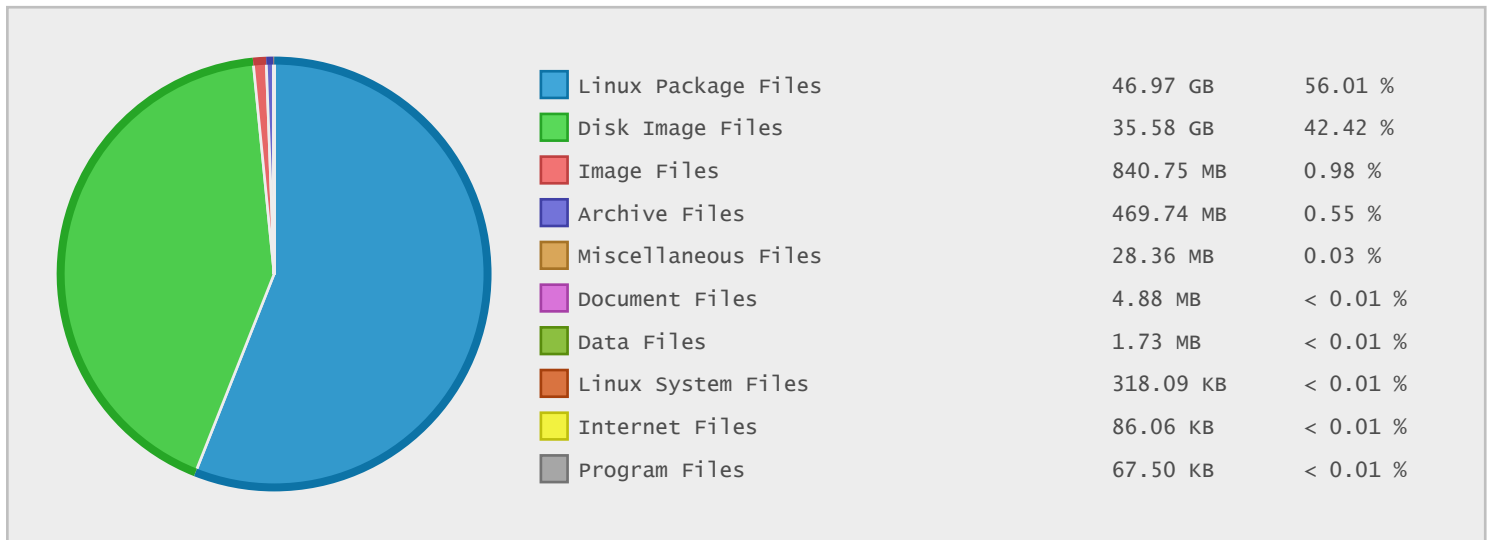 Linux Package Files 46.97 GB 56.01 %
Disk Image Files 35.58 GB 42.42 %
Image Files 840.75 MB 0.98 %
Archive Files 469.74 MB 0.55 %
Miscellaneous Files 28.36 MB 0.03 %
Document Files 4.88 MB < 0.01 %
Data Files 1.73 MB < 0.01 %
Linux System Files 318.09 KB < 0.01 %
Internet Files 86.06 KB < 0.01 %
Program Files 67.50 KB < 0.01 %